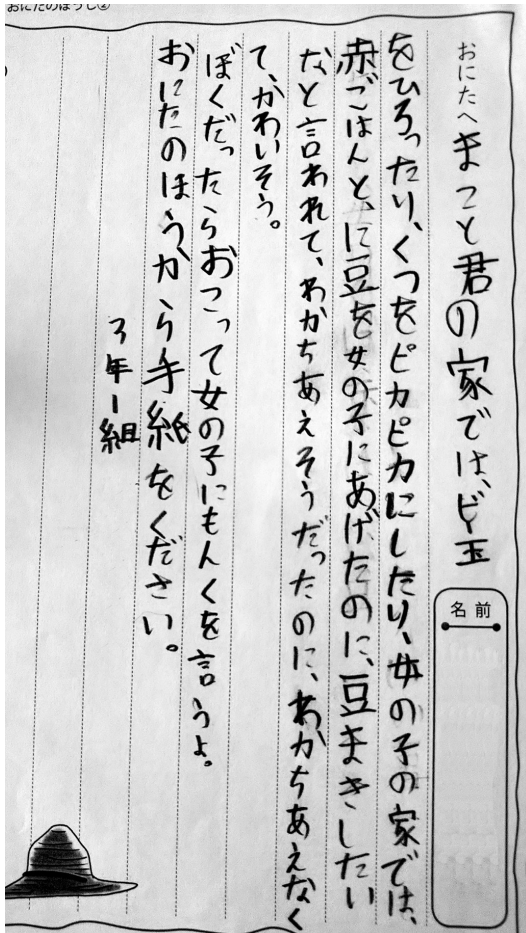 おにたのぼうし②
おにたへ まこと君の家では、ビー玉
名前
をひろったり、くつをピカピカにしたり、女の子の家では、
赤ごはんと、に豆を女の子にあげたのに、豆まきしたい
なと言われて、わかちあえそうだったのに、わかちあえなく
て、かわいそう。
ぼくだったらおこって女の子にもんくを言うよ。
おにたのほうから手紙をください。
3年1組